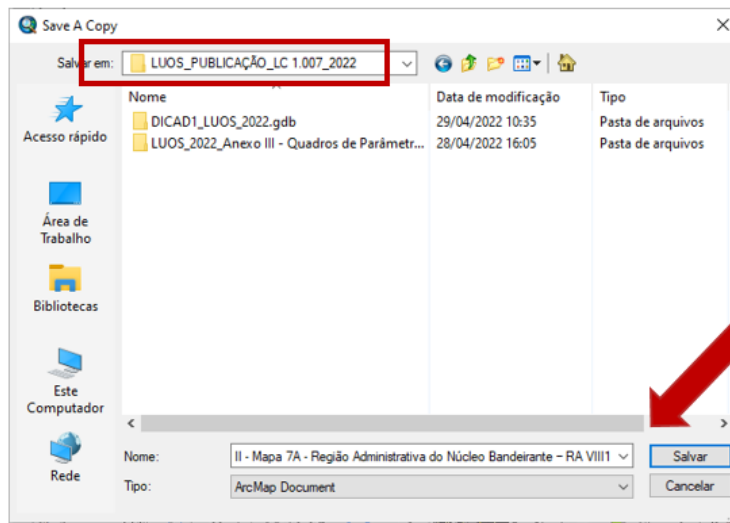 Save A Copy
Salvar em: LUOS_PUBLICAÇÃO_LC 1.007_2022
Nome Data de modificação Tipo
DICAD1_LUOS_2022.gdb 29/04/2022 10:35 Pasta de arquivos
LUOS_2022_Anexo III - Quadros de Parâmetr... 28/04/2022 16:05 Pasta de arquivos
Acesso rápido
Área de
Trabalho
Bibliotecas
Este
Computador
Rede
Nome: II - Mapa 7A - Região Administrativa do Núcleo Bandeirante – RA VIII1 Salvar
Tipo: ArcMap Document Cancelar